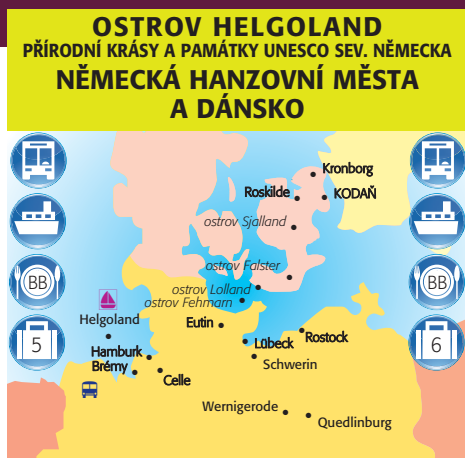 OSTROV HELGOLAND
PŘÍRODNÍ KRÁSY A PAMÁTKY UNESCO SEV. NĚMECKA
NĚMECKÁ HANZOVNÍ MĚSTA
A DÁNSKO
Kronborg
Roskilde
KODAŇ
ostrov Sjalland
ostrov Falster
BB
BB
ostrov Lolland
ostrov Fehmarn
Helgoland
Eutin
Rostock
5
6
Lübeck
Hamburk
Schwerin
Brémy
Celle
Wernigerode
Quedlinburg